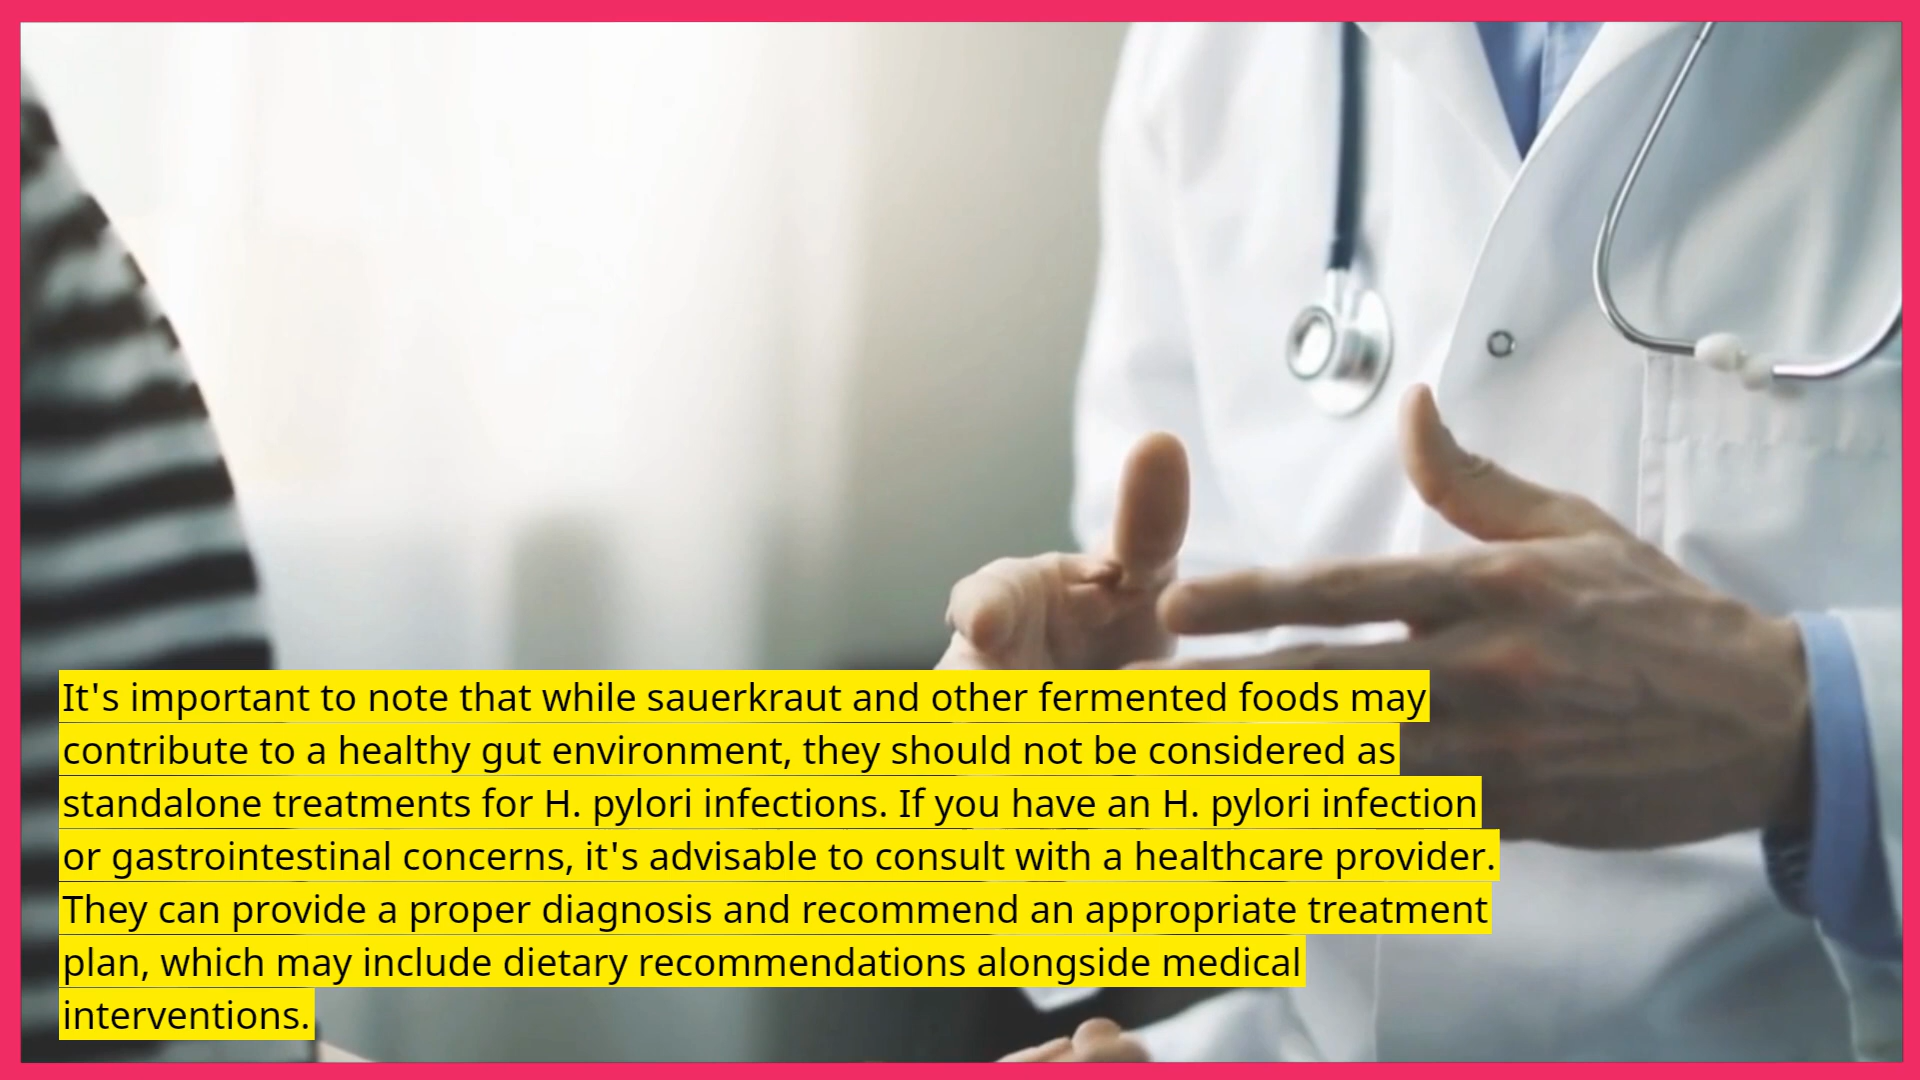 It's important to note that while sauerkraut and other fermented foods may
contribute to a healthy gut environment, they should not be considered as
standalone treatments for H. pylori infections. If you have an H. pylori infection
or gastrointestinal concerns, it's advisable to consult with a healthcare provider.
They can provide a proper diagnosis and recommend an appropriate treatment
plan, which may include dietary recommendations alongside medical
interventions.